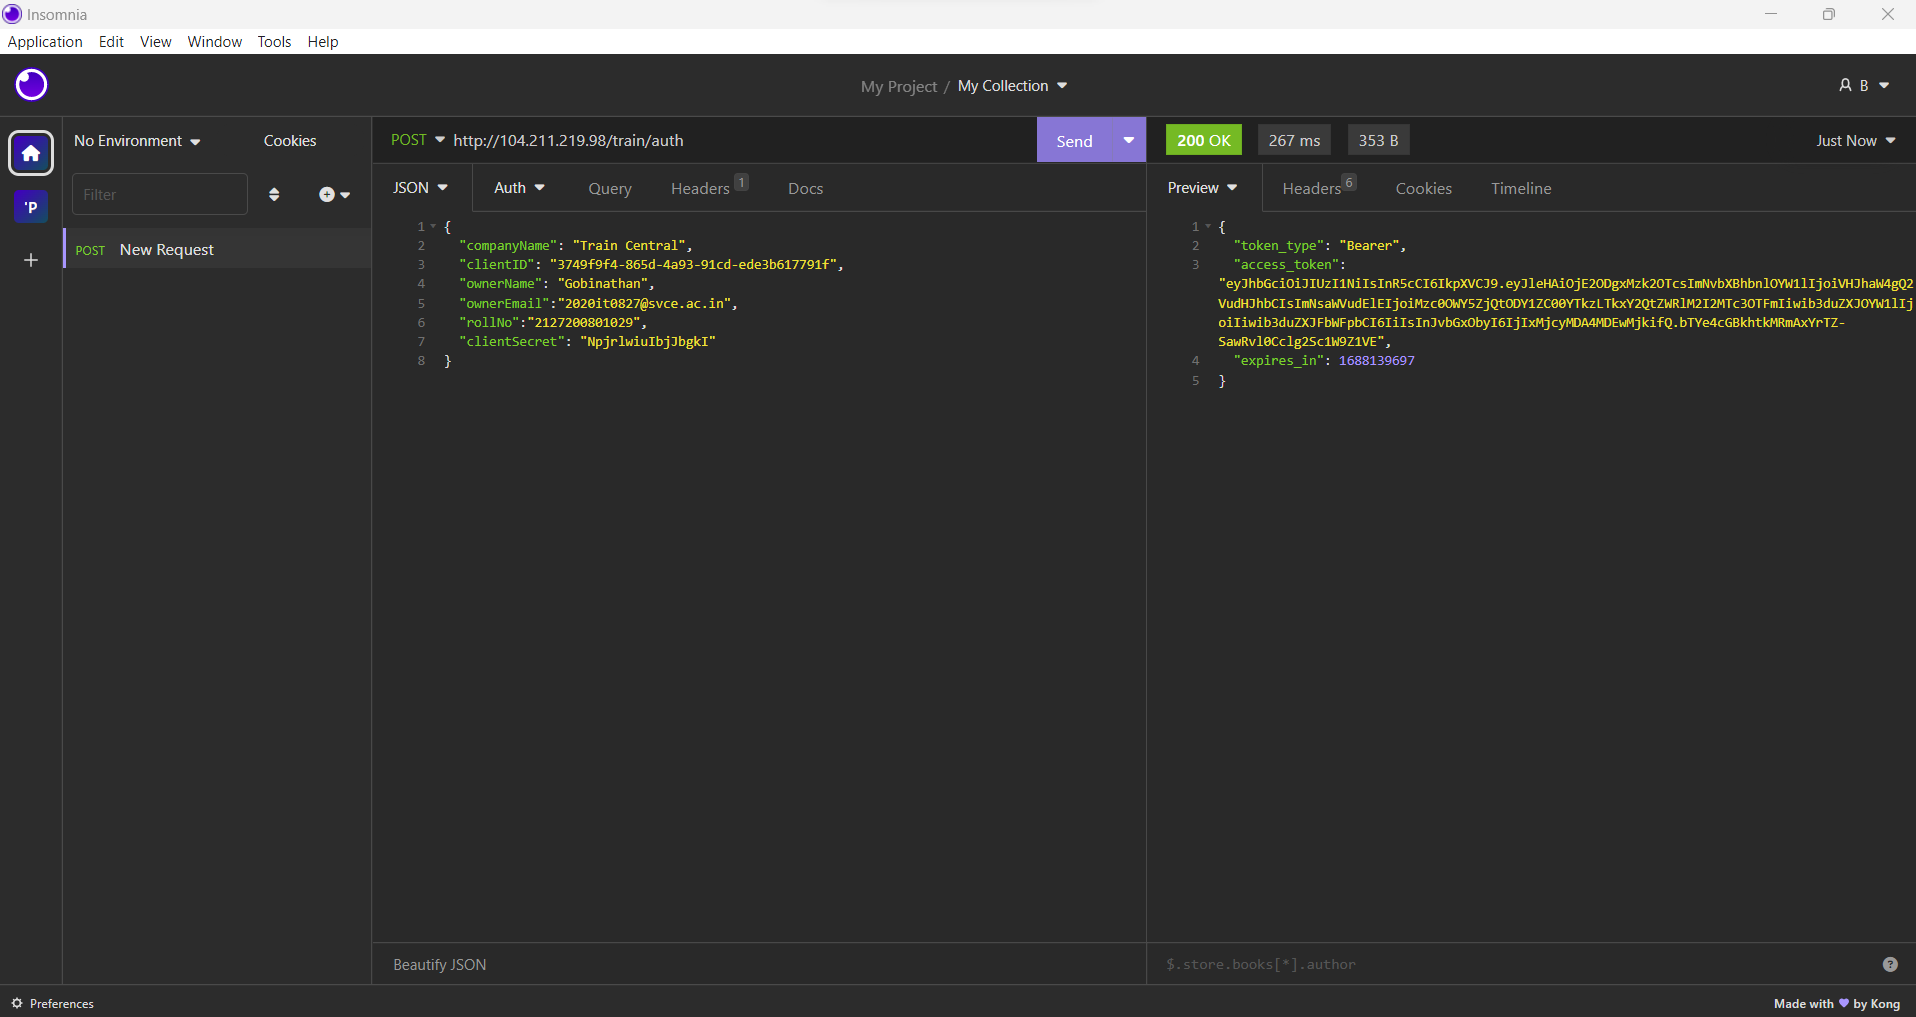 Insomnia
Application Edit View Window Tools Help
My Project / My Collection
B
No Environment Cookies
POST http://104.211.219.98/train/auth Send
200 OK 267 ms 353 B Just Now
Filter
JSON Auth Query Headers 1 Docs
Preview Headers 6 Cookies Timeline
'P
POST New Request
1 {
2 "companyName": "Train Central",
3 "clientID": "3749f9f4-865d-4a93-91cd-ede3b617791f",
4 "ownerName": "Gobinathan",
5 "ownerEmail":"2020it0827@svce.ac.in",
6 "rollNo":"2127200801029",
7 "clientSecret": "NpjrlwiuIbjJbgkI"
8 }
1 {
2 "token_type": "Bearer",
3 "access_token":
"eyJhbGciOiJIUzI1NiIsInR5cCI6IkpXVCJ9.eyJleHAiOjE2ODgxMzk2OTcsImNvbXBhbnlOYW1lIjoiVHJhaW4gQ2
VudHJhbCIsImNsaWVudElEIjoiMzc0OWY5ZjQtODY1ZC00YTkzLTkxY2QtZWRlM2I2MTc3OTFmIiwib3duZXJOYW1lIj
oiIiwib3duZXJFbWFpbCI6IiIsInJvbGxObyI6IjIxMjcyMDA4MDEwMjkifQ.bTYe4cGBkhtkMRmAxYrTZ-
SawRvl0Cclg2Sc1W9Z1VE",
4 "expires_in": 1688139697
5 }
Beautify JSON
$.store.books[*].author
?
Preferences
Made with by Kong